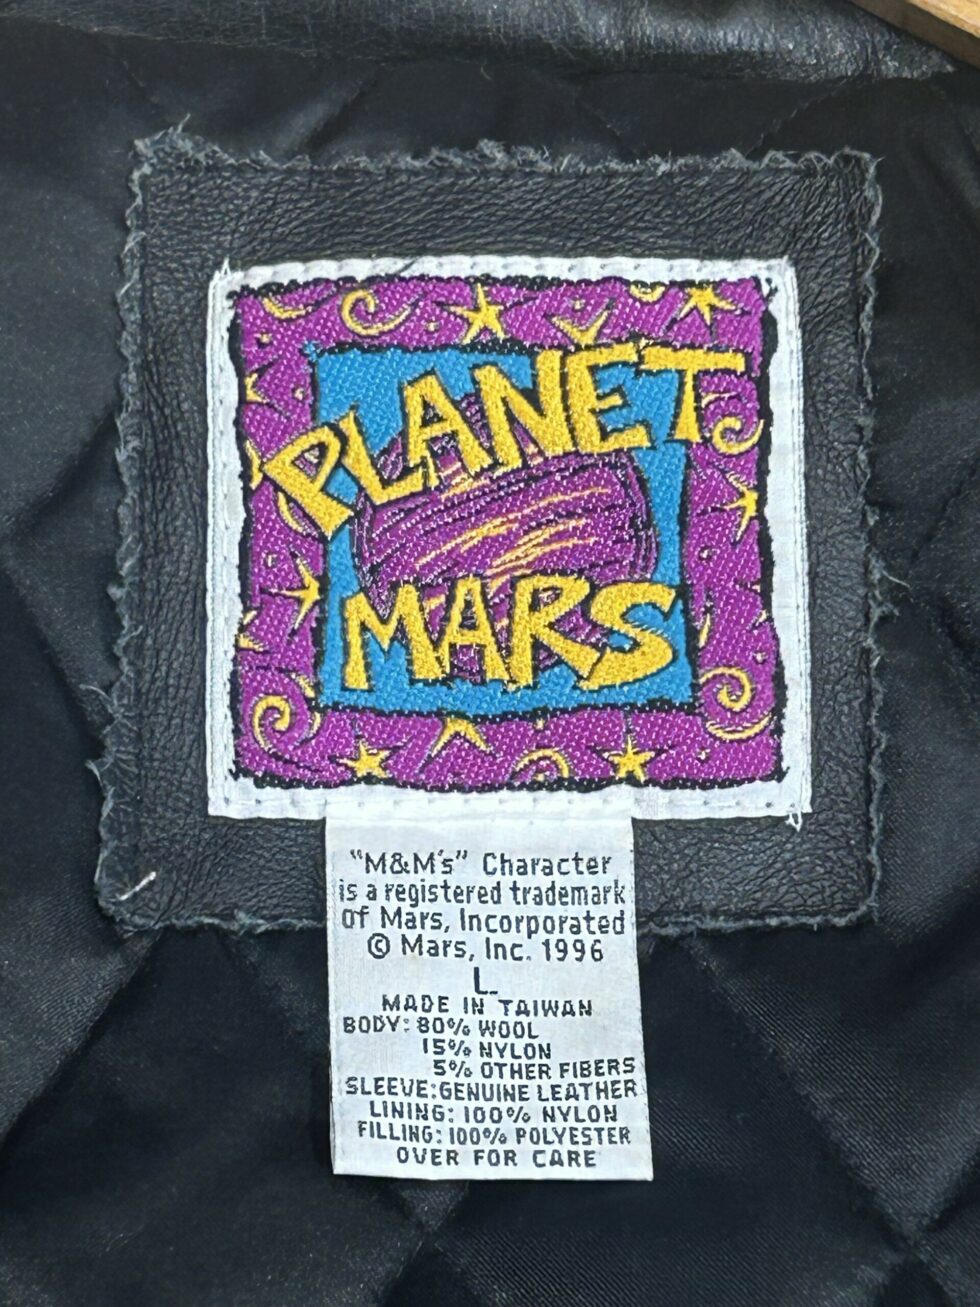 PLANET
MARS
"M&M's" Character
is a registered trademark
of Mars, Incorporated
© Mars, Inc. 1996
L
MADE IN TAIWAN
BODY: 80% WOOL
15% NYLON
5% OTHER FIBERS
SLEEVE:GENUINE LEATHER
LINING: 100% NYLON
FILLING: 100% POLYESTER
OVER FOR CARE